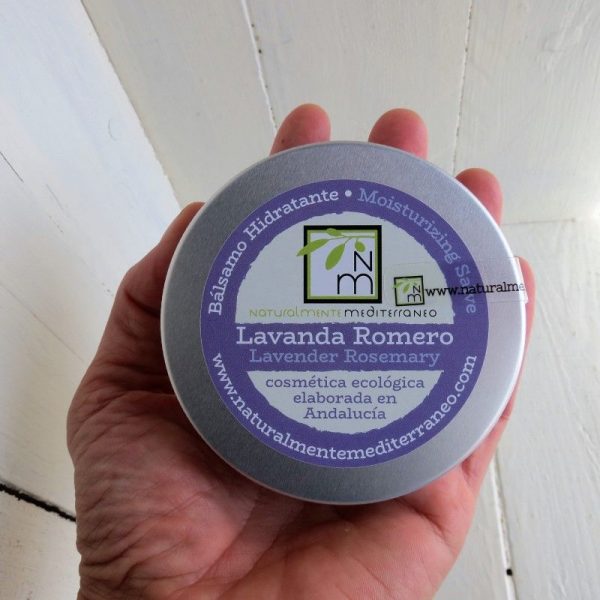 Bálsamo Hidratante • Moisturizing Salve
N
m
NATURALMENTE MEDITERRANEO
Lavanda Romero
Lavender Rosemary
cosmética ecológica
elaborada en
Andalucía
www.naturalmentemediterraneo.com
N
m
www.naturalme